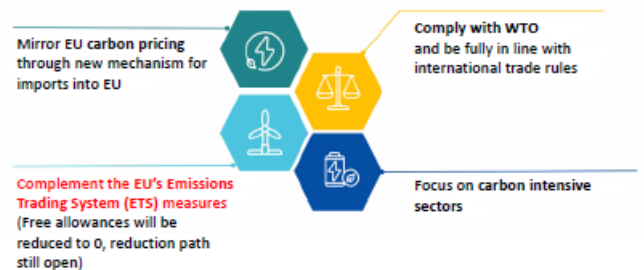 Mirror EU carbon pricing
through new mechanism for
imports into EU
Comply with WTO
and be fully in line with
international trade rules
Complement the EU's Emissions
Trading System (ETS) measures
(Free allowances will be
reduced to 0, reduction path
still open)
Focus on carbon intensive
sectors